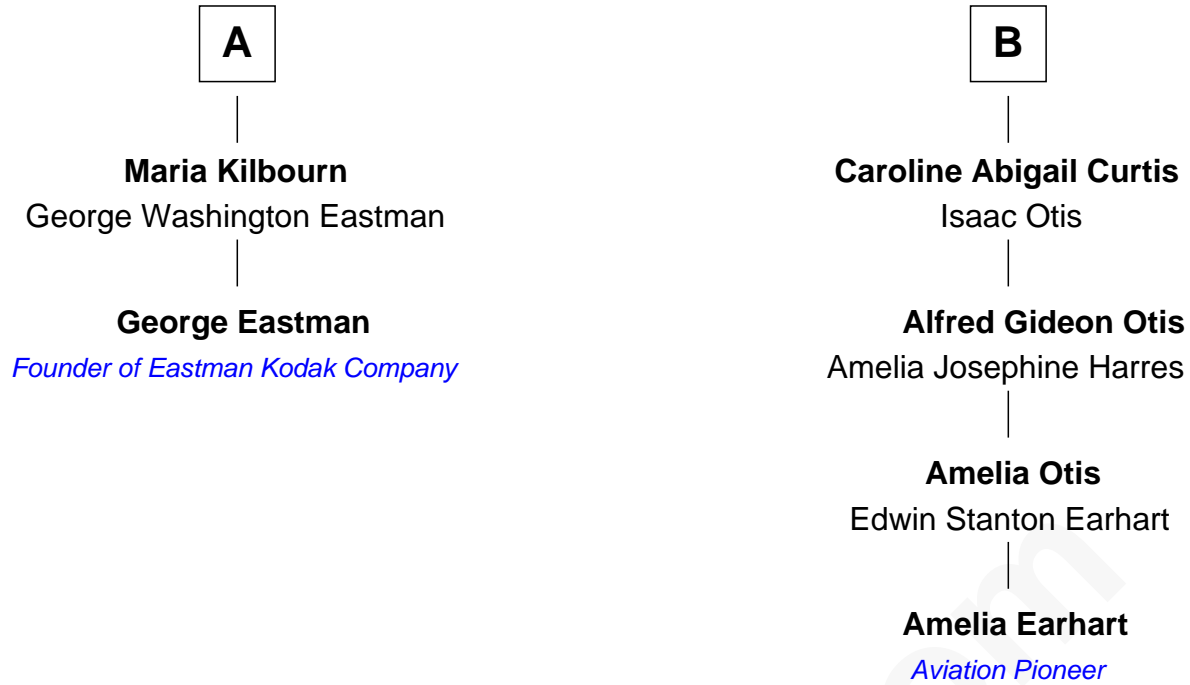 A
Maria Kilbourn
George Washington Eastman
George Eastman
Founder of Eastman Kodak Company
B
Caroline Abigail Curtis
Isaac Otis
Alfred Gideon Otis
Amelia Josephine Harres
Amelia Otis
Edwin Stanton Earhart
Amelia Earhart
Aviation Pioneer